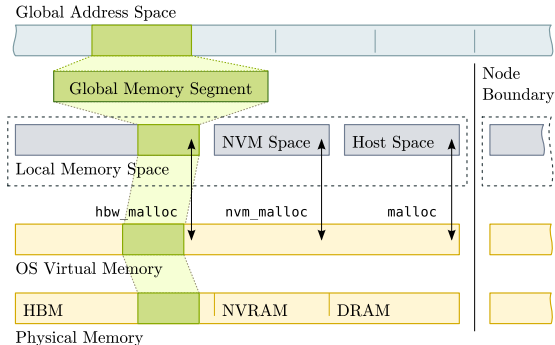 Global Address Space
Global Memory Segment
Node
Boundary
NVM Space
Host Space
Local Memory Space
hbw_malloc
nvm_malloc
malloc
OS Virtual Memory
HBM
NVRAM
DRAM
Physical Memory